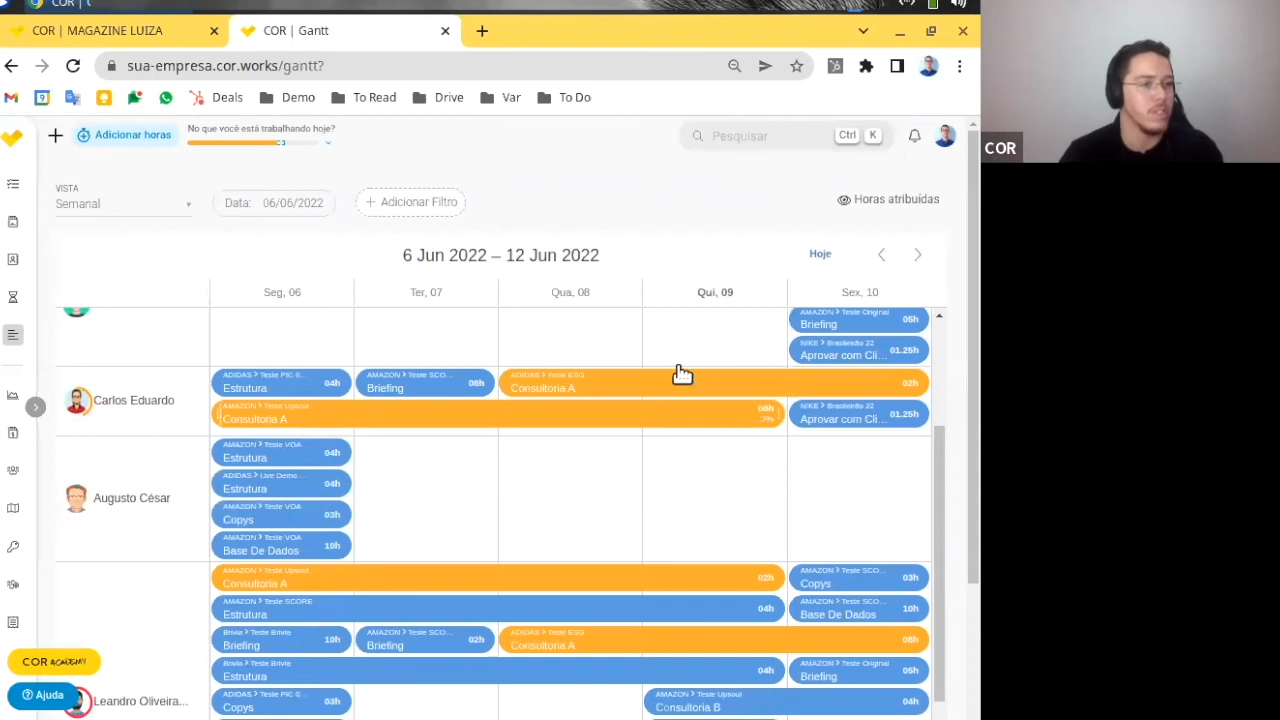 COR | MAGAZINE LUIZA
COR | Gantt
sua-empresa.cor.works/gantt?
Deals
Demo
To Read
Drive
Var
To Do
Adicionar horas
No que você está trabalhando hoje?
Pesquisar
Ctrl
K
COR
VISTA
Semanal
Data: 06/06/2022
Adicionar Filtro
Horas atribuídas
6 Jun 2022 – 12 Jun 2022
Hoje
Seg, 06
Ter, 07
Qua, 08
Qui, 09
Sex, 10
AMAZON > Teste Original
Briefing
05h
NIKE > Brasileirão 22
Aprovar com Cli...
01.25h
Carlos Eduardo
ADIDAS > Teste PIC
Estrutura
04h
AMAZON > Teste SCO...
Briefing
08h
ADIDAS > Teste ESG
Consultoria A
02h
AMAZON > Teste Upsoul
Consultoria A
08h
NIKE > Brasileirão 22
Aprovar com Cli...
01.25h
Augusto César
AMAZON > Teste VOA
Estrutura
04h
ADIDAS > Live Demo
Estrutura
04h
AMAZON > Teste VOA
Copys
03h
AMAZON > Teste VOA
Base De Dados
10h
AMAZON > Teste Upsoul
Consultoria A
02h
AMAZON > Teste SCO...
Copys
03h
AMAZON > Teste SCORE
Estrutura
04h
AMAZON > Teste SCO...
Base De Dados
10h
Brivia > Teste Brivie
Briefing
10h
AMAZON > Teste SCO...
Briefing
02h
ADIDAS > Teste ESG
Consultoria A
08h
Brivia > Teste Brivie
Estrutura
04h
AMAZON > Teste Original
Briefing
05h
Leandro Oliveira...
ADIDAS > Teste PIC
Copys
03h
AMAZON > Teste Upsoul
Consultoria B
04h
COR ACADEMY
Ajuda